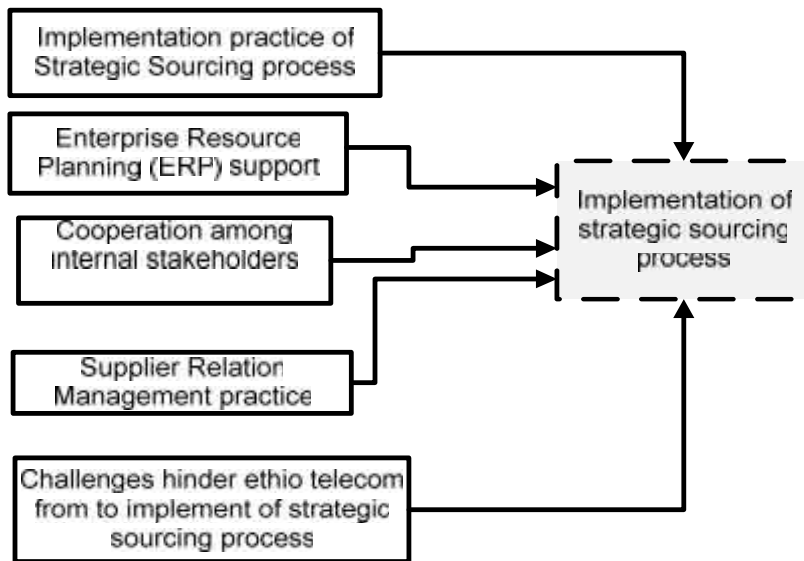 Implementation practice of
Strategic Sourcing process
Enterprise Resource
Planning (ERP) support
Cooperation among
internal stakeholders
Implementation of
strategic sourcing
process
Supplier Relation
Management practice
Challenges hinder ethio telecom
from to implement of strategic
sourcing process